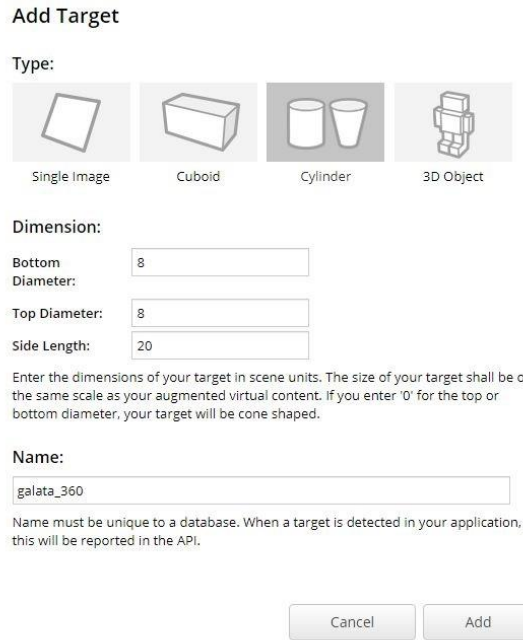 Add Target
Type:
Single Image
Cuboid
Cylinder
3D Object
Dimension:
Bottom
Diameter:
8
Top Diameter:
8
Side Length:
20
Enter the dimensions of your target in scene units. The size of your target shall be o
the same scale as your augmented virtual content. If you enter '0' for the top or
bottom diameter, your target will be cone shaped.
Name:
galata_360
Name must be unique to a database. When a target is detected in your application,
this will be reported in the API.
Cancel
Add